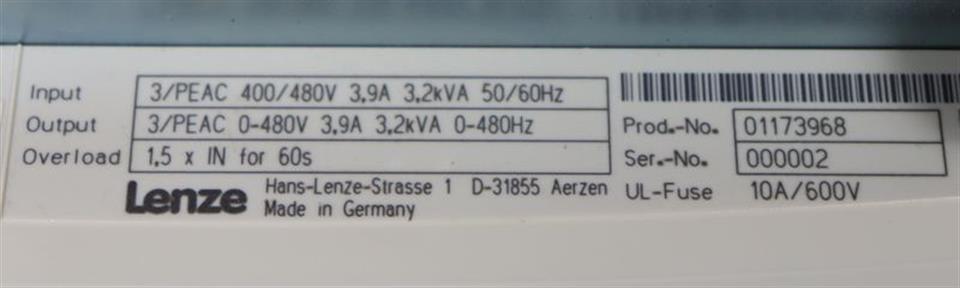 Input 3/PEAC 400/480V 3,9A 3,2kVA 50/60Hz
Output 3/PEAC 0-480V 3,9A 3,2kVA 0-480Hz
Overload 1,5 x IN for 60s
Prod.-No. 01173968
Ser.-No. 000002
Lenze Hans-Lenze-Strasse 1 D-31855 Aerzen
Made in Germany
UL-Fuse 10A/600V